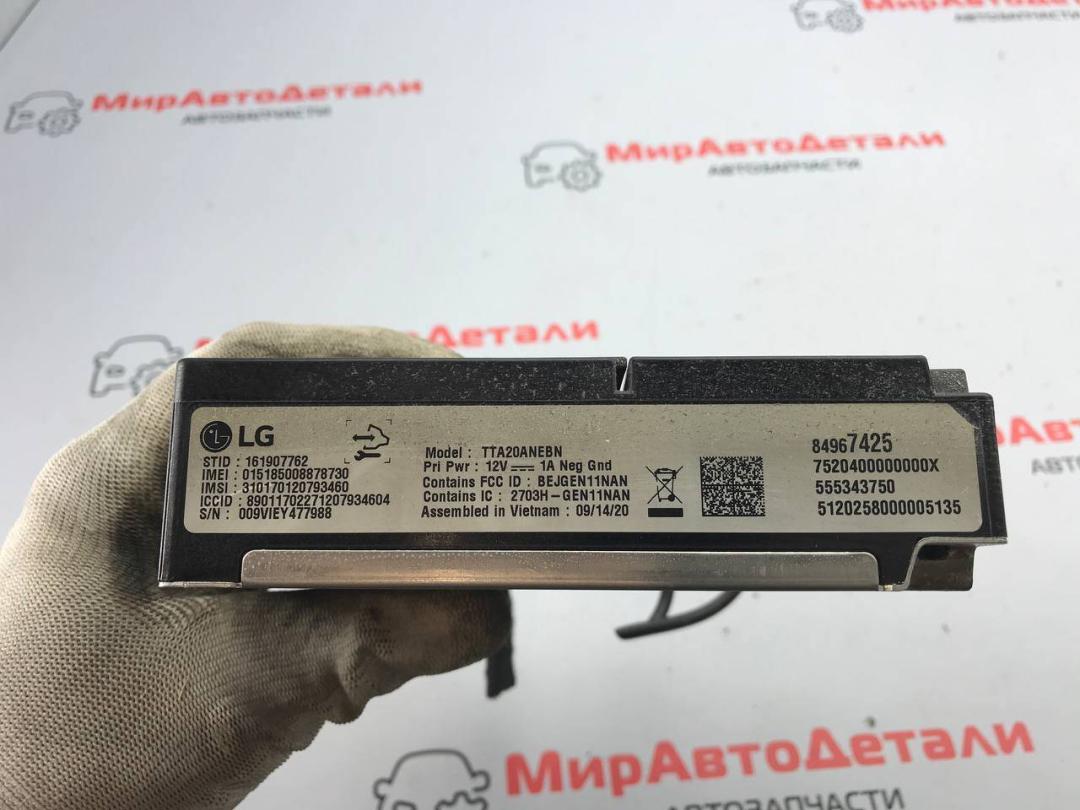 МирАвтоДетали
АВТОЗАПЧАСТИ
МирАвтоДетали
АВТОЗАПЧАСТИ
МирАвтоДетали
АВТОЗАПЧАСТИ
АвтоДетали
LG
STID : 161907762
IMEI : 015185008878730
IMSI : 310170120793460
ICCID : 89011702271207934604
S/N : 009VIEY477988
Model : TTA20ANEBN
Pri Pwr : 12V 1A Neg Gnd
Contains FCC ID : BEJGEN11NAN
Contains IC : 2703H-GEN11NAN
Assembled in Vietnam : 09/14/20
84967425
7520400000000X
555343750
5120258000005135
МирАвтоДетали
АВТОЗАПЧАСТИ